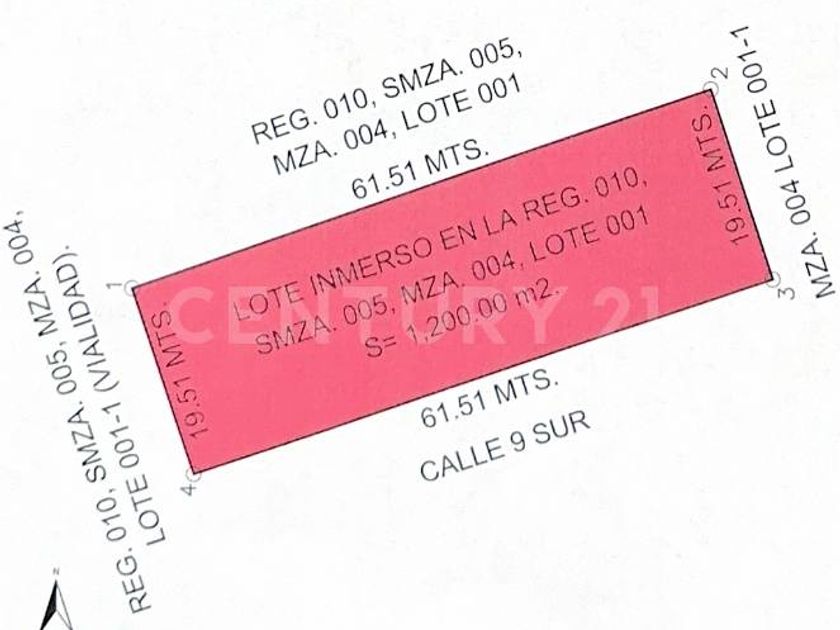 REG. 010, SMZA. 005,
MZA. 004, LOTE 001
61.51 MTS.
2
MZA. 004 LOTE 001-1
19.51 MTS.
REG. 010, SMZA. 005, MZA. 004,
LOTE 001-1 (VIALIDAD).
1
19.51 MTS.
LOTE INMERSO EN LA REG. 010,
SMZA. 005, MZA. 004, LOTE 001
S= 1,200.00 m2.
CENTURY 21
3
4
61.51 MTS.
CALLE 9 SUR
N